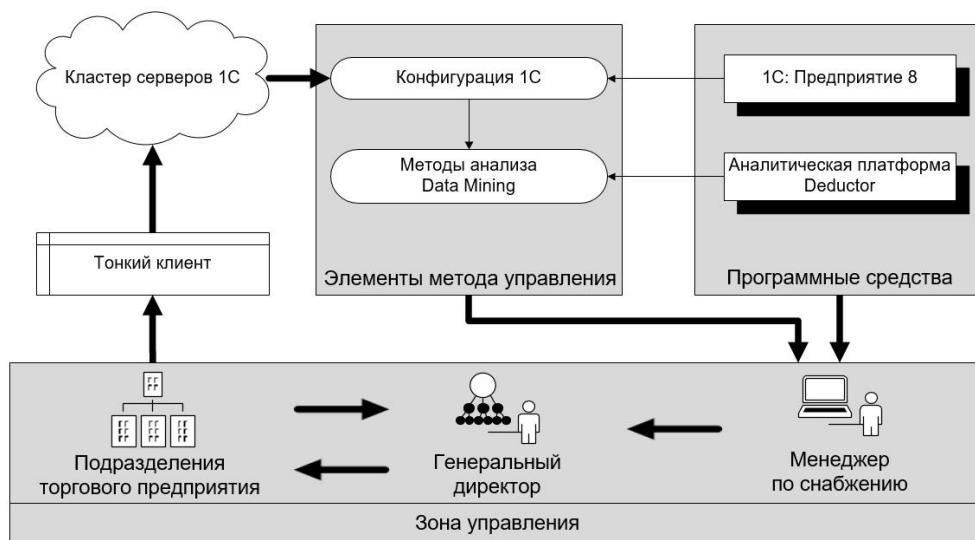 Кластер серверов 1С
Конфигурация 1С
1С: Предприятие 8
Методы анализа
Data Mining
Аналитическая платформа
Deductor
Тонкий клиент
Элементы метода управления
Программные средства
Подразделения
торгового предприятия
Генеральный
директор
Менеджер
по снабжению
Зона управления